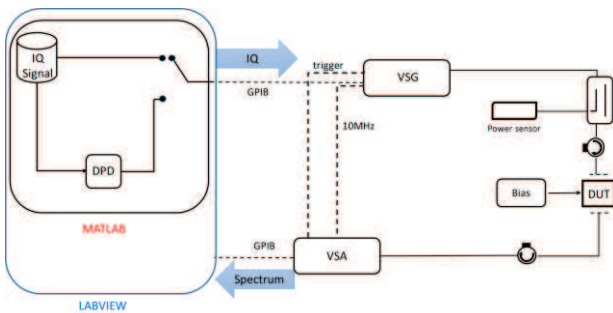 IQ
Signal
DPD
MATLAB
LABVIEW
IQ
GPIB
trigger
VSG
10MHz
Power sensor
Bias
DUT
GPIB
VSA
Spectrum